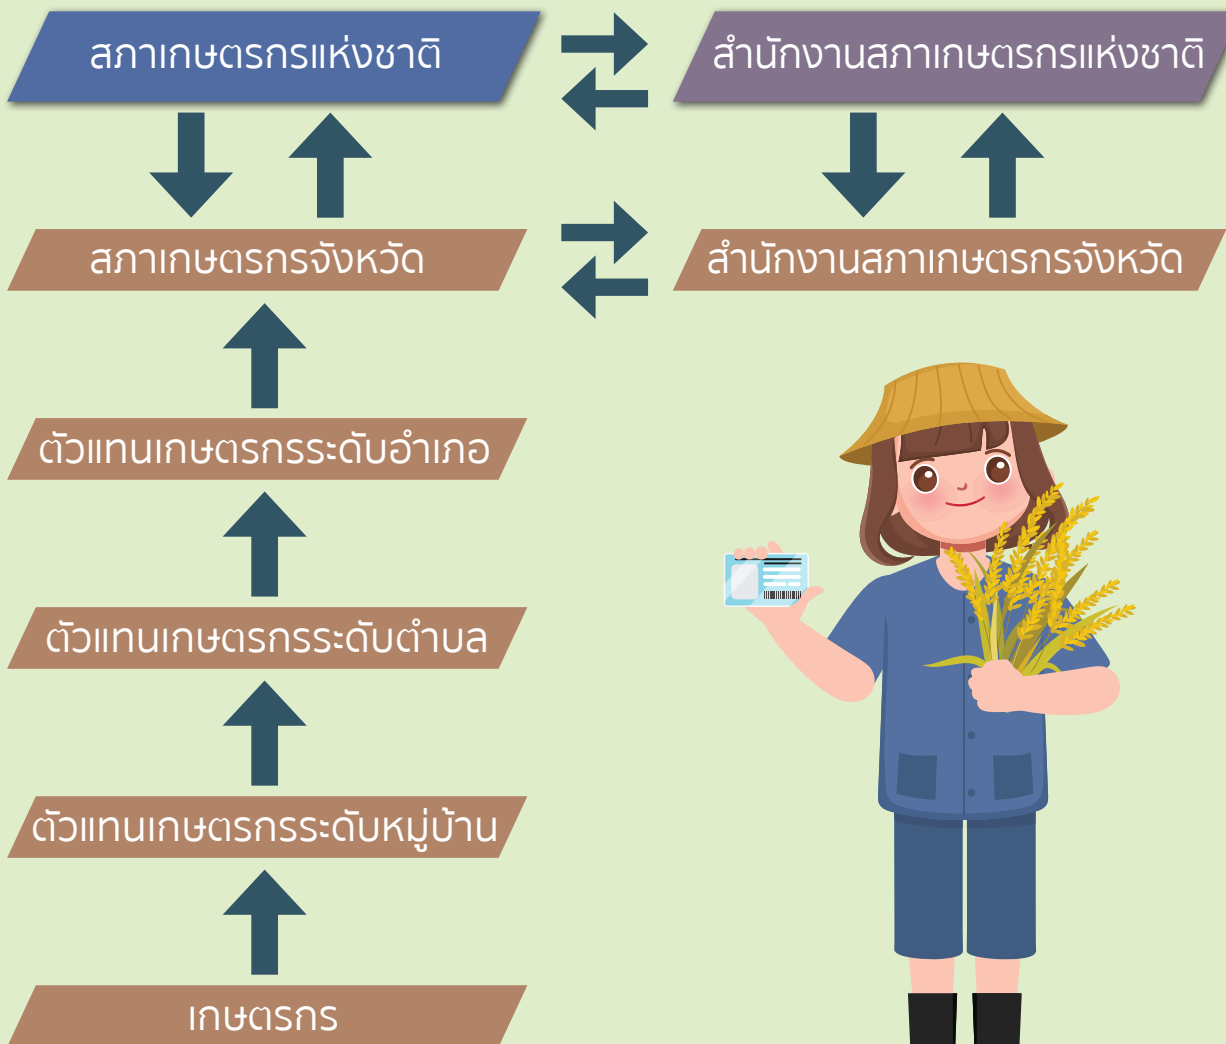 สภาเกษตรกรแห่งชาติ
สำนักงานสภาเกษตรกรแห่งชาติ
สภาเกษตรกรจังหวัด
สำนักงานสภาเกษตรกรจังหวัด
ตัวแทนเกษตรกรระดับอำเภอ
ตัวแทนเกษตรกรระดับตำบล
ตัวแทนเกษตรกรระดับหมู่บ้าน
เกษตรกร